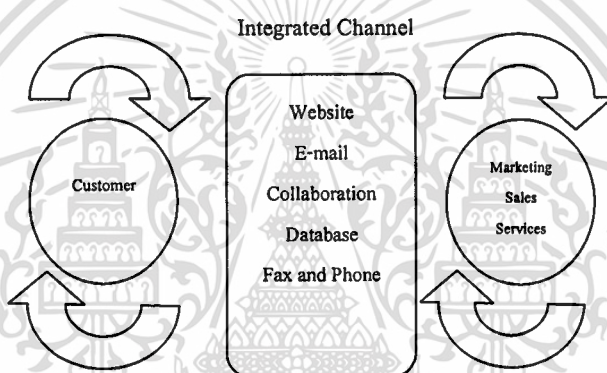 Integrated Channel
Customer
Website
E-mail
Collaboration
Database
Fax and Phone
Marketing
Sales
Services